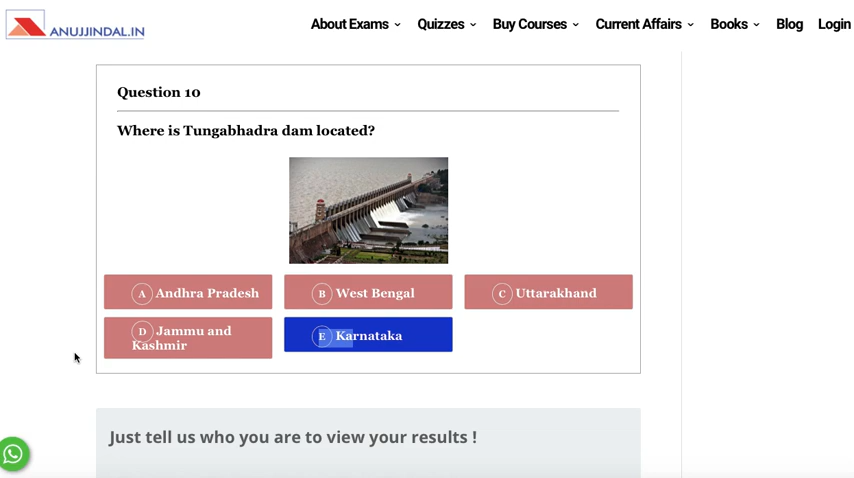 ANUJJINDAL.IN
About Exams Quizzes Buy Courses Current Affairs Books Blog Login
Question 10
Where is Tungabhadra dam located?
A Andhra Pradesh
B West Bengal
C Uttarakhand
D Jammu and
Kashmir
E Karnataka
Just tell us who you are to view your results !